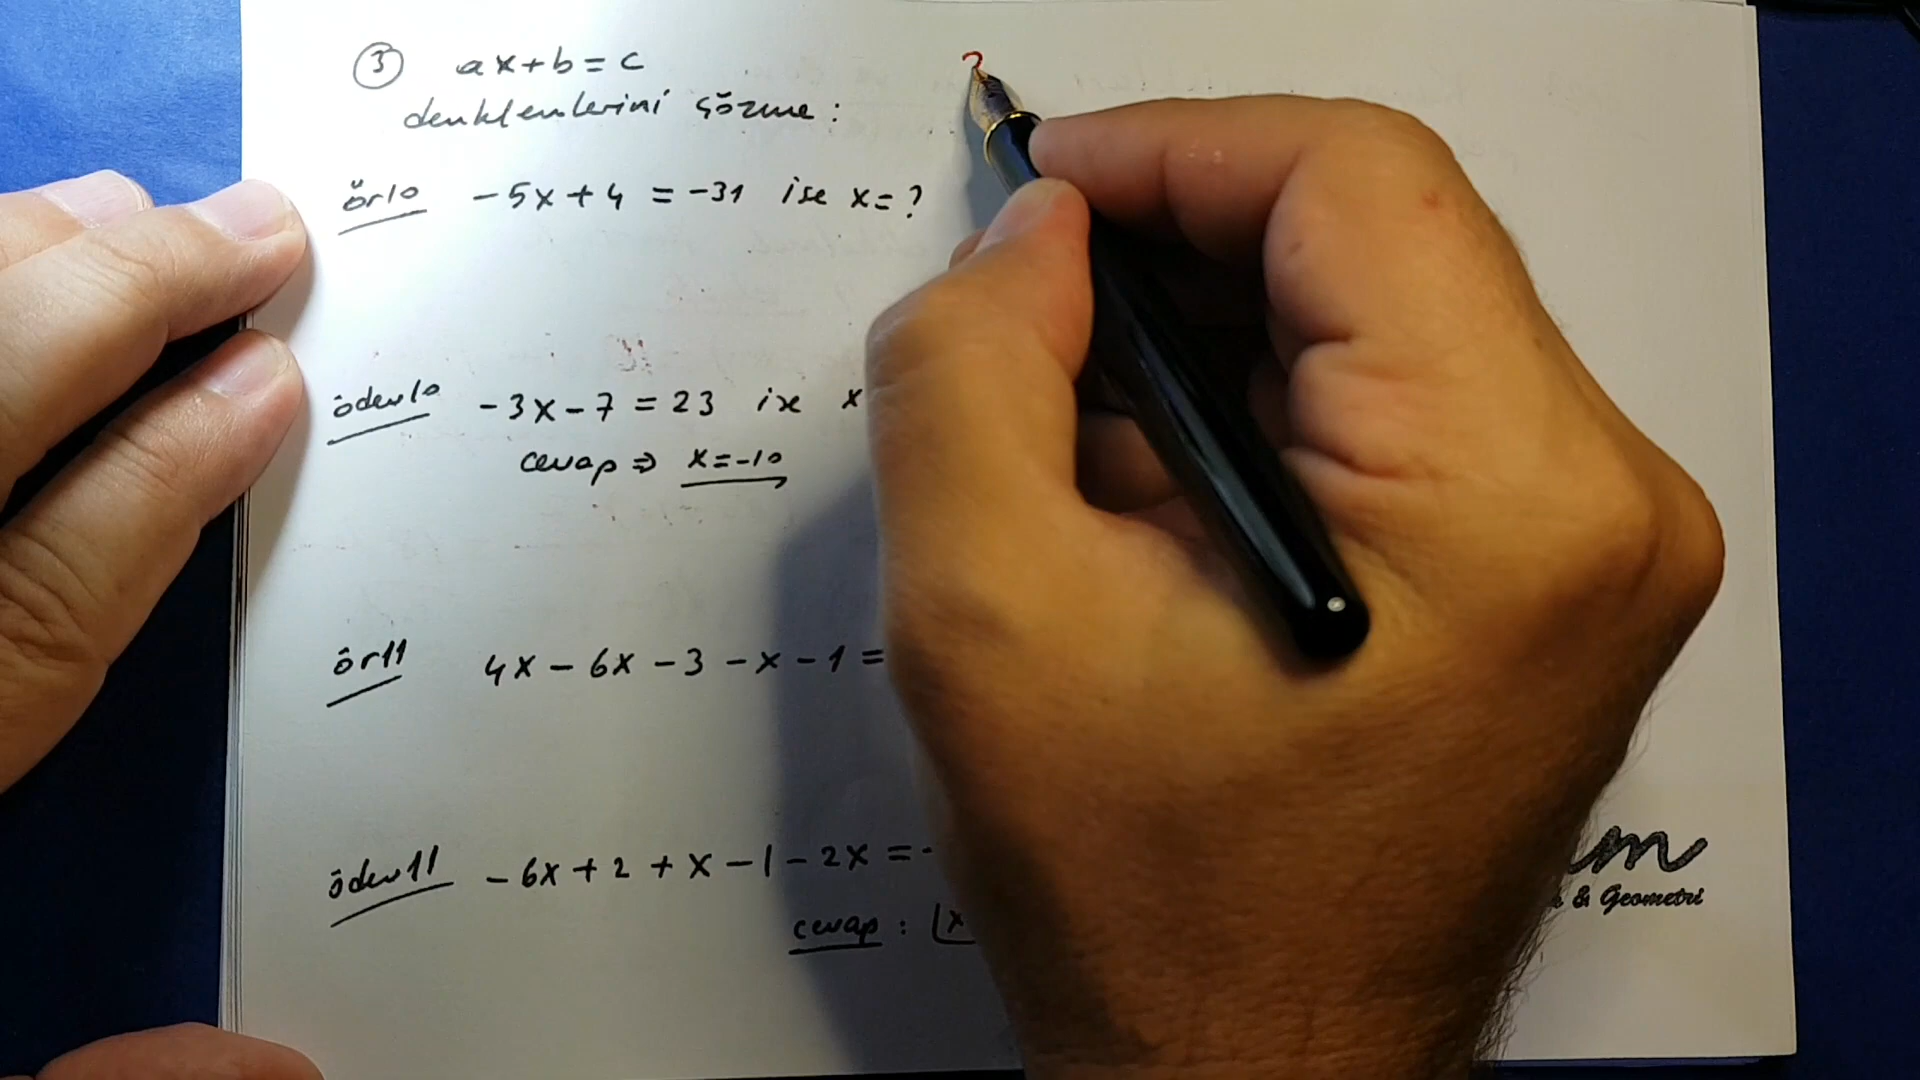 3 ax+b=c
denklemlerini çözme:
ör10 -5x+4 = -31 ise x=?
ödev10 -3x-7 = 23 ise x
cevap ⇒ x=-10
ör11 4x-6x-3-x-1=
ödev11 -6x+2+x-1-2x=-
cevap: x
& Geometri